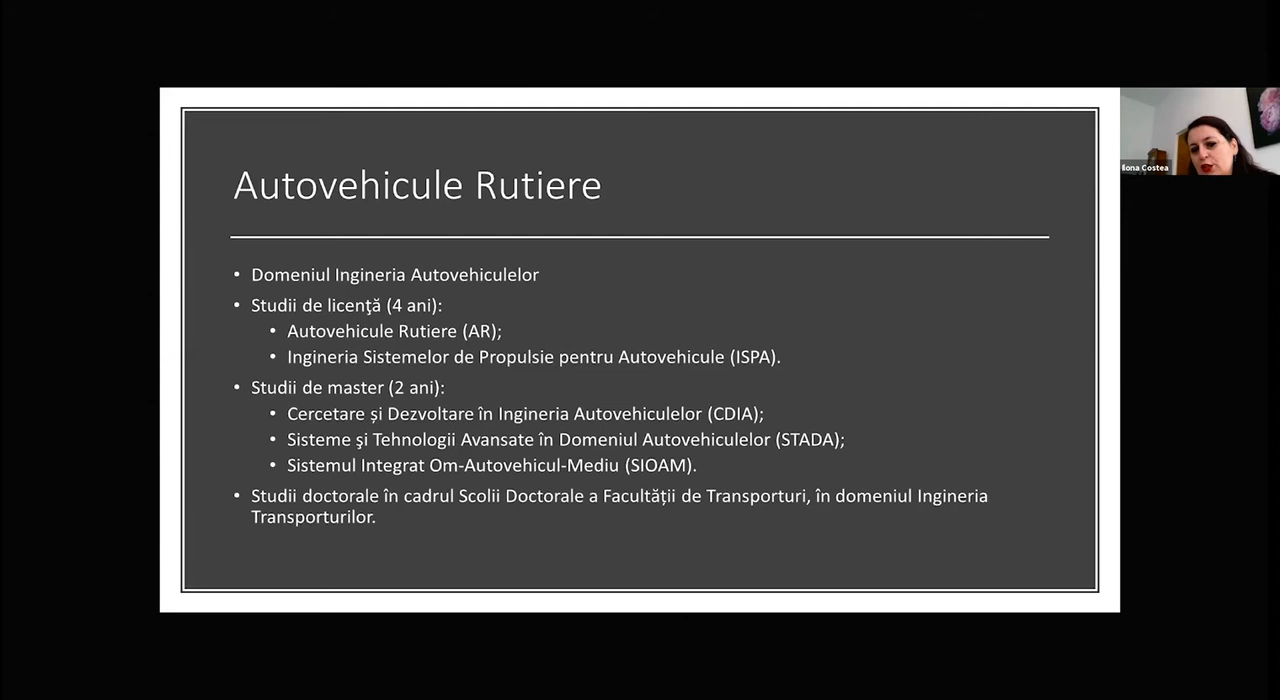 Autovehicule Rutiere
• Domeniul Ingineria Autovehiculelor
• Studii de licenţă (4 ani):
• Autovehicule Rutiere (AR);
• Ingineria Sistemelor de Propulsie pentru Autovehicule (ISPA).
• Studii de master (2 ani):
• Cercetare și Dezvoltare în Ingineria Autovehiculelor (CDIA);
• Sisteme şi Tehnologii Avansate în Domeniul Autovehiculelor (STADA);
• Sistemul Integrat Om-Autovehicul-Mediu (SIOAM).
• Studii doctorale în cadrul Scolii Doctorale a Facultății de Transporturi, în domeniul Ingineria
Transporturilor.
Ilona Costea